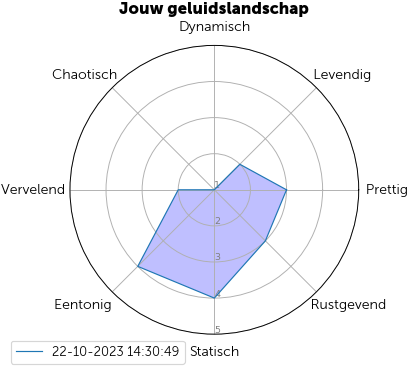 Jouw geluidslandschap
Dynamisch
Chaotisch
Levendig
Vervelend
Prettig
1
2
3
4
5
Eentonig
Rustgevend
Statisch
22-10-2023 14:30:49